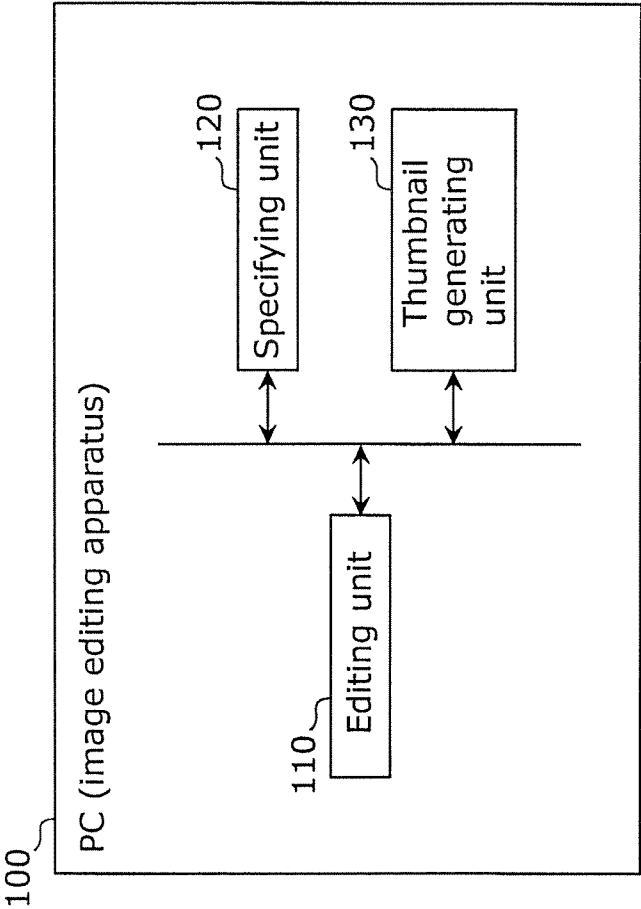 100
PC (image editing apparatus)
110
Editing unit
120
Specifying unit
130
Thumbnail
generating
unit